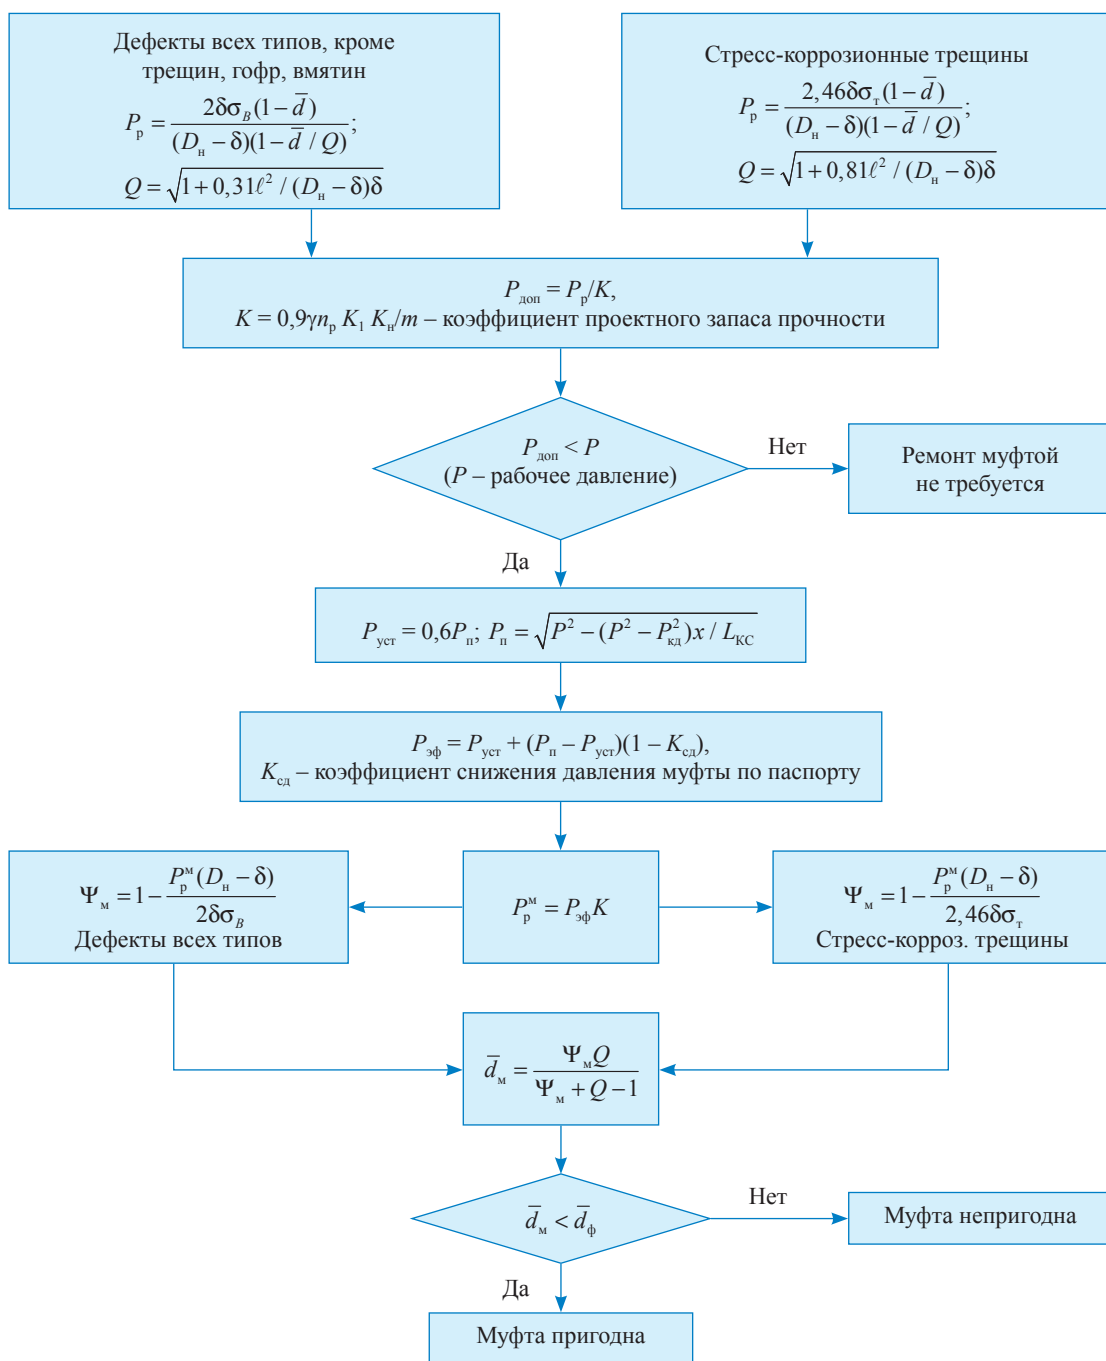 Дефекты всех типов, кроме
трещин, гофр, вмятин
P_р = 2δσ_B(1 − d̅) / (D_н − δ)(1 − d̅ / Q);
Q = √(1 + 0,31ℓ² / (D_н − δ)δ)
Стресс-коррозионные трещины
P_р = 2,46δσ_т(1 − d̅) / (D_н − δ)(1 − d̅ / Q);
Q = √(1 + 0,81ℓ² / (D_н − δ)δ)
P_доп = P_р/K,
K = 0,9γn_р K_1 K_н/m – коэффициент проектного запаса прочности
P_доп < P
(P – рабочее давление)
Нет
Ремонт муфтой
не требуется
Да
P_уст = 0,6P_п; P_п = √(P² − (P² − P²_кд)x / L_КС)
P_эф = P_уст + (P_п – P_уст)(1 – K_сд),
K_сд – коэффициент снижения давления муфты по паспорту
Ψ_м = 1 − P_р^м(D_н − δ) / 2δσ_B
Дефекты всех типов
P_р^м = P_эф K
Ψ_м = 1 − P_р^м(D_н − δ) / 2,46δσ_т
Стресс-корроз. трещины
d̅_м = Ψ_м Q / Ψ_м + Q − 1
d̅_м < d̅_ф
Нет
Муфта непригодна
Да
Муфта пригодна